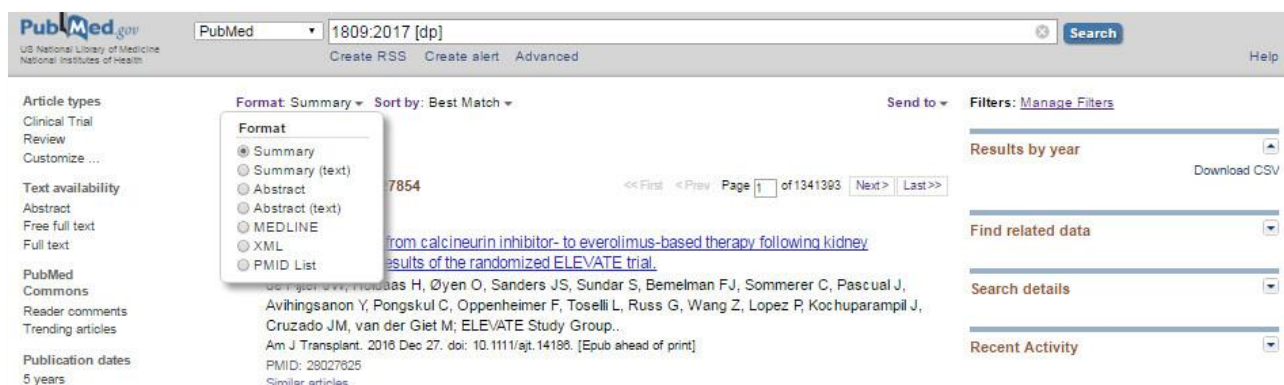 PubMed.gov
US National Library of Medicine
National Institutes of Health
PubMed
1809:2017 [dp]
Search
Create RSS Create alert Advanced
Help
Article types
Clinical Trial
Review
Customize ...
Text availability
Abstract
Free full text
Full text
PubMed
Commons
Reader comments
Trending articles
Publication dates
5 years
Format: Summary Sort by: Best Match
Send to
Format
Summary
Summary (text)
Abstract
Abstract (text)
MEDLINE
XML
PMID List
7854
<< First < Prev Page 1 of 1341393 Next > Last >>
from calcineurin inhibitor- to everolimus-based therapy following kidney
esults of the randomized ELEVATE trial.
H, Øyen O, Sanders JS, Sundar S, Bemelman FJ, Sommerer C, Pascual J,
Avihingsanon Y, Pongskul C, Oppenheimer F, Toselli L, Russ G, Wang Z, Lopez P, Kochuparampil J,
Cruzado JM, van der Giet M; ELEVATE Study Group..
Am J Transplant. 2016 Dec 27. doi: 10.1111/ajt.14186. [Epub ahead of print]
PMID: 28027625
Similar articles
Filters: Manage Filters
Results by year
Download CSV
Find related data
Search details
Recent Activity